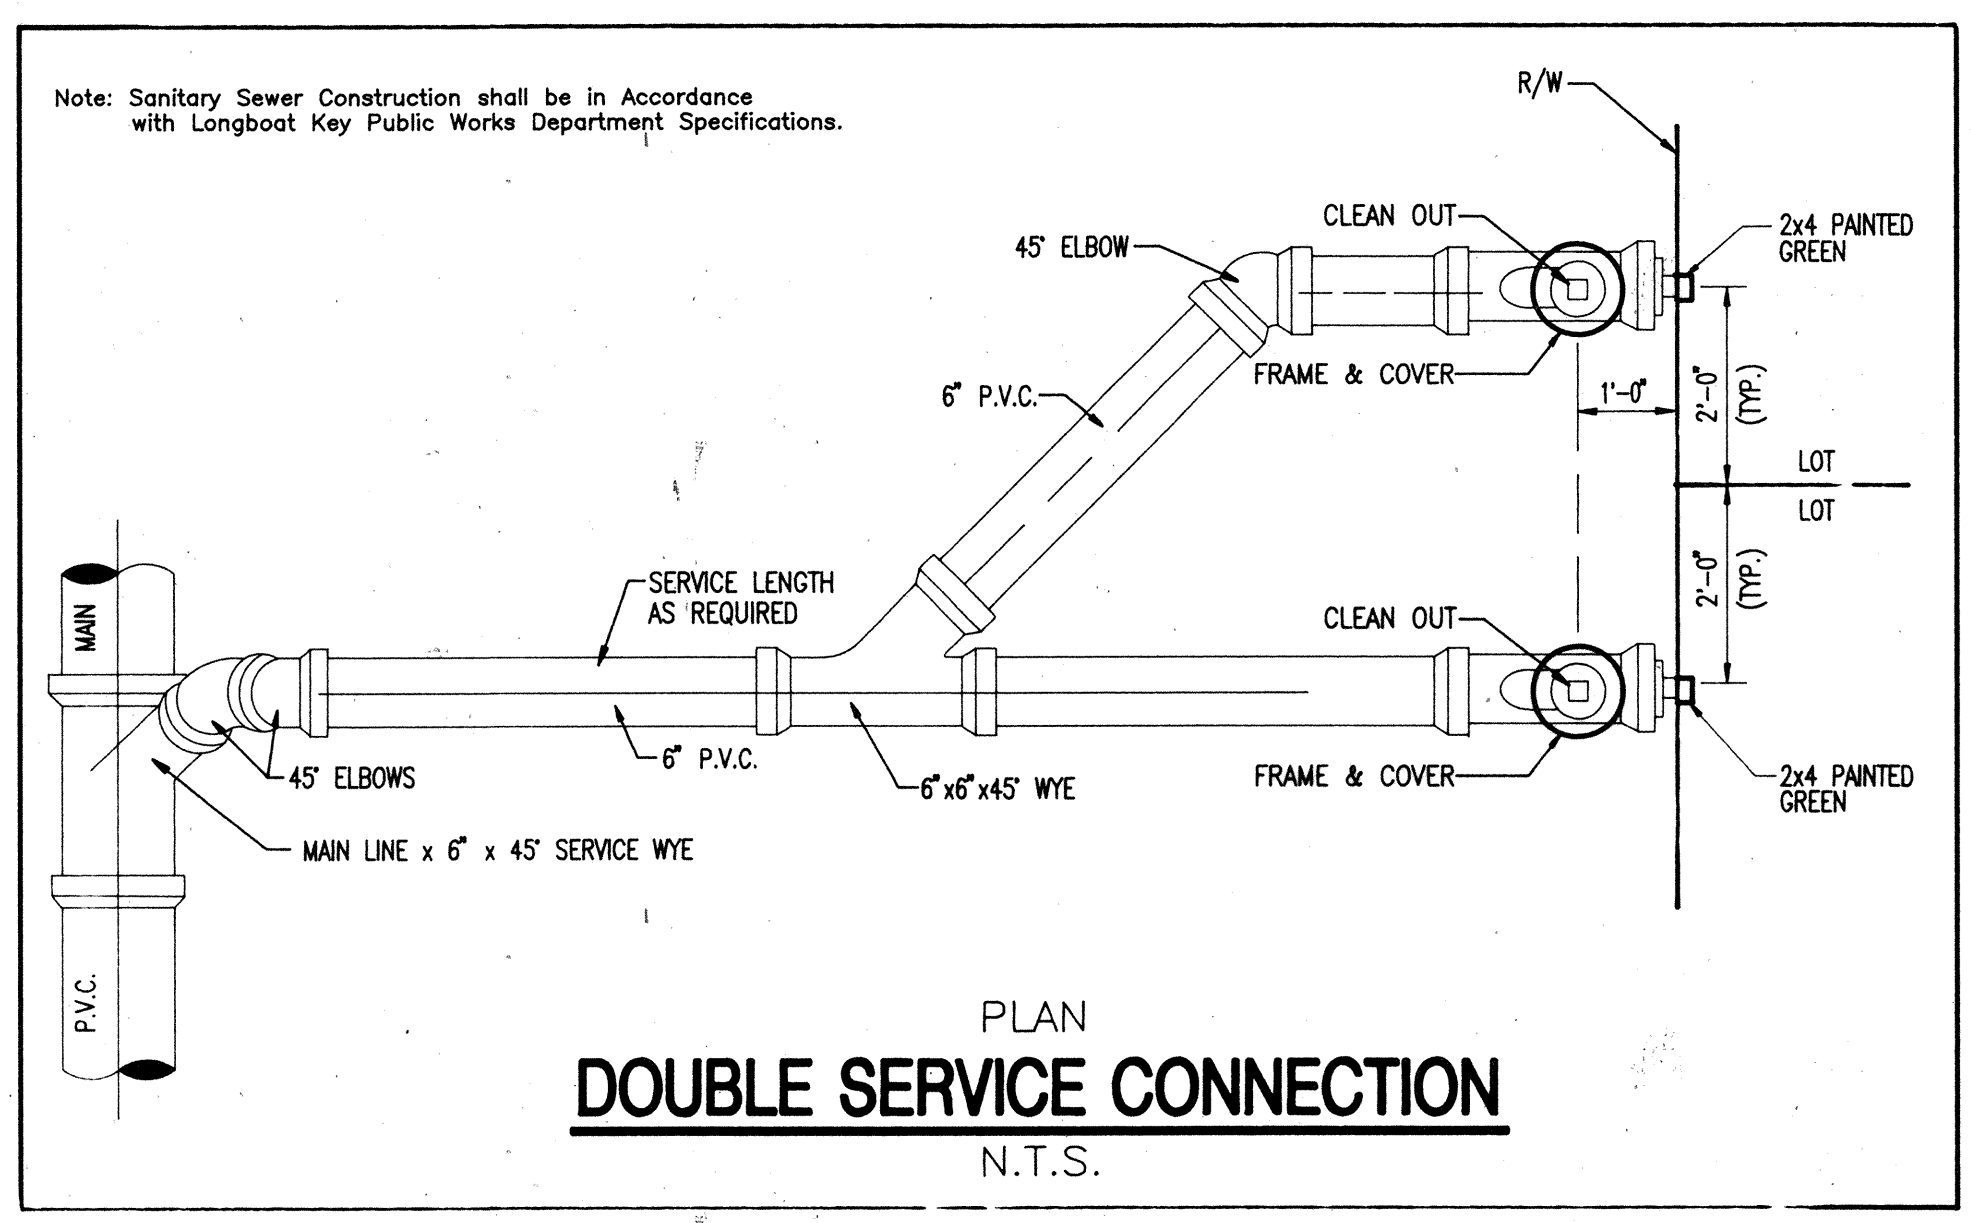 Note: Sanitary Sewer Construction shall be in Accordance
with Longboat Key Public Works Department Specifications.
R/W
CLEAN OUT
2x4 PAINTED
GREEN
45° ELBOW
FRAME & COVER
6" P.V.C.
1'-0"
2'-0"
(TYP.)
LOT
LOT
2'-0"
(TYP.)
SERVICE LENGTH
AS REQUIRED
MAIN
CLEAN OUT
6" P.V.C.
45° ELBOWS
6"x6"x45° WYE
FRAME & COVER
2x4 PAINTED
GREEN
MAIN LINE x 6" x 45° SERVICE WYE
P.V.C.
PLAN
DOUBLE SERVICE CONNECTION
N.T.S.